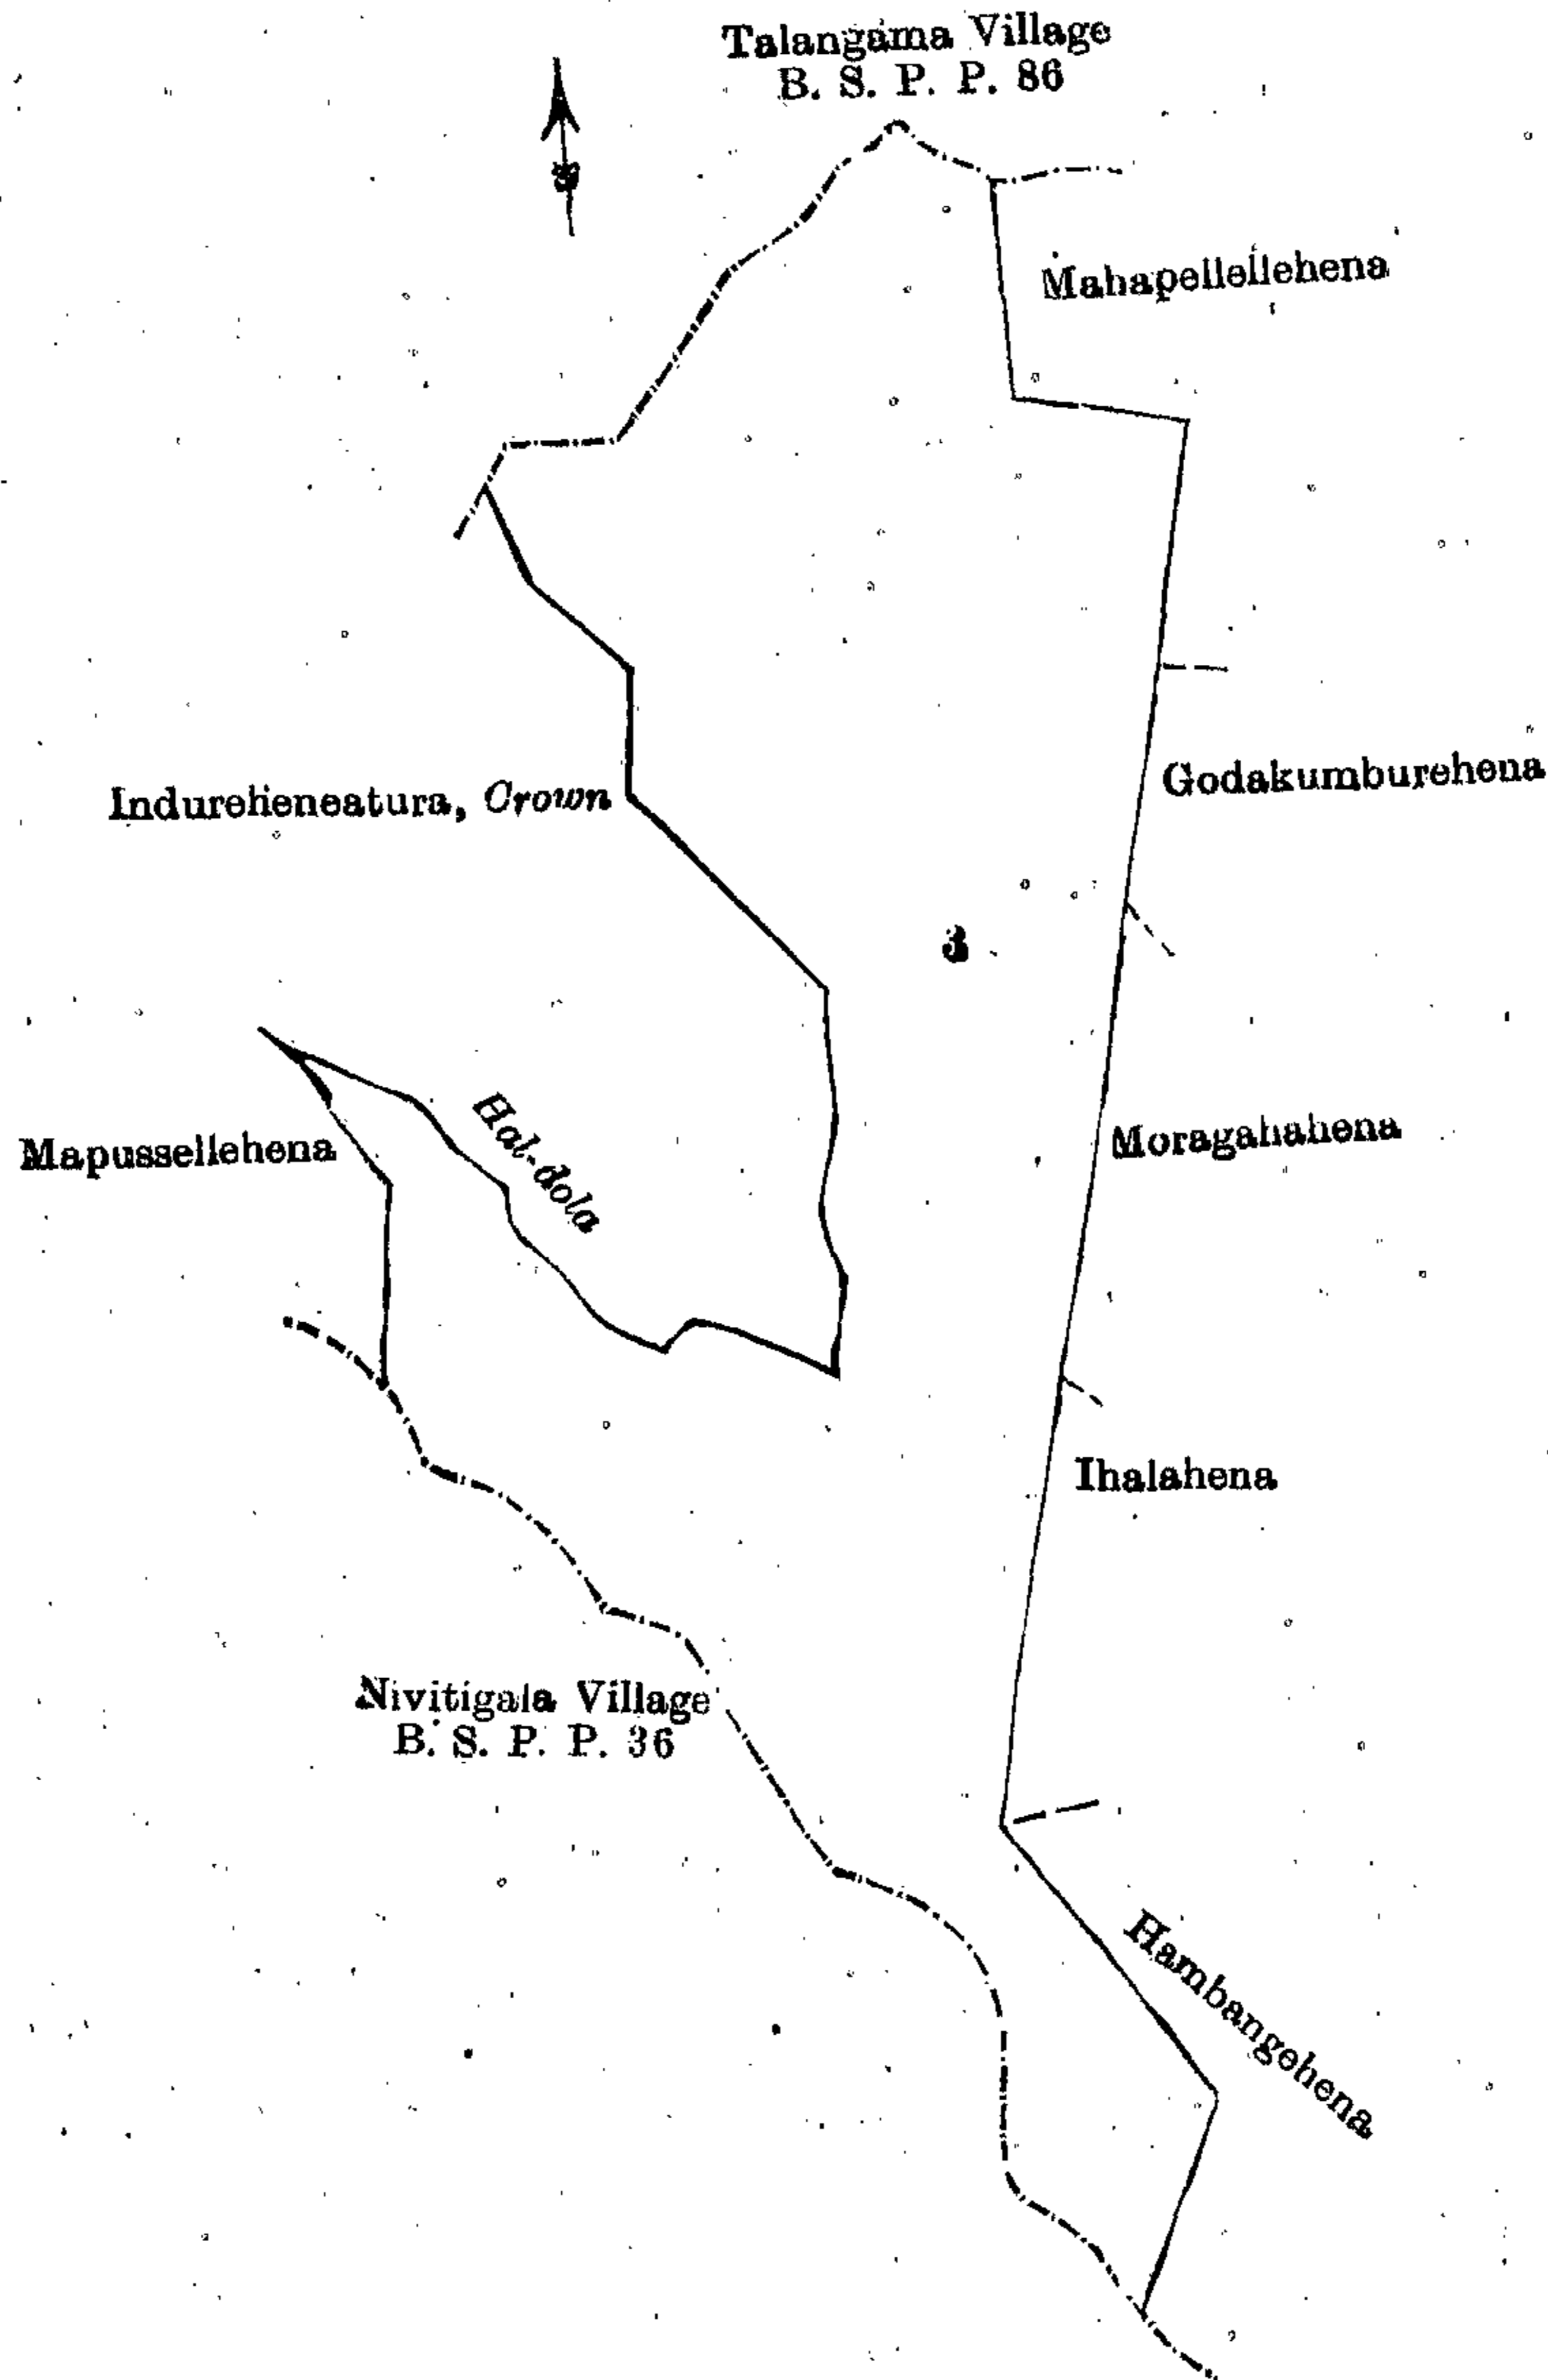 Talangama Village
B. S. P. P. 86
Mahapellellehena
Indureheneatura, Crown
Godakumburehena
3
Hal-dola
Mapussellehena
Moragahahena
Ihalahena
Nivitigala Village
B. S. P. P. 36
Hambangehena